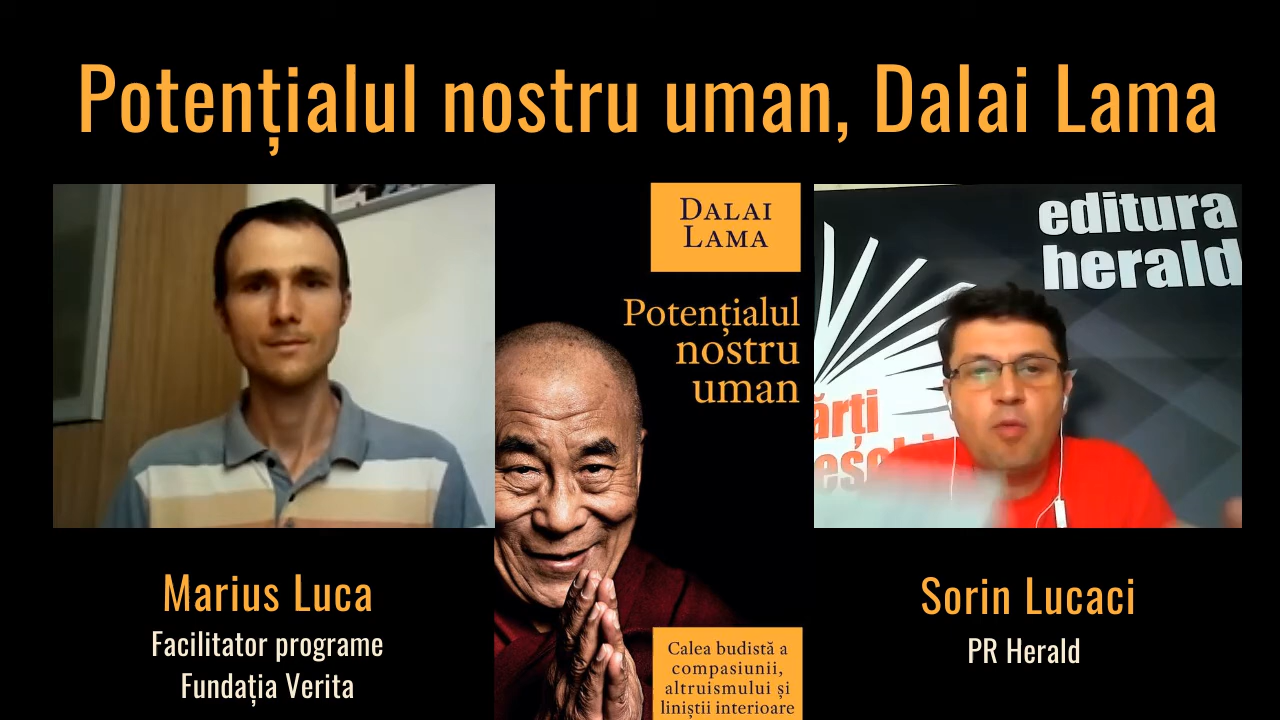 Potențialul nostru uman, Dalai Lama
DALAI
LAMA
Potențialul
nostru
uman
Calea budistă a
compasiunii,
altruismului și
liniștii interioare
editura
herald
Marius Luca
Facilitator programe
Fundația Verita
Sorin Lucaci
PR Herald